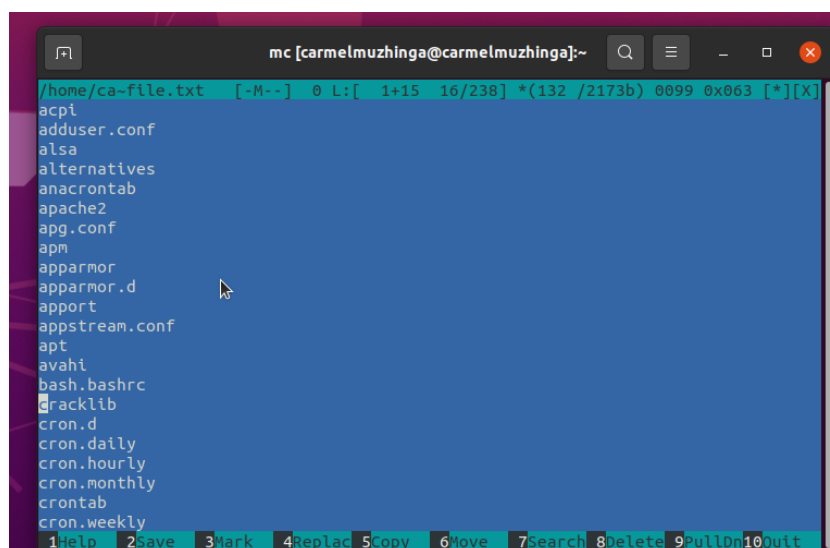 mc [carmelmuzhinga@carmelmuzhinga]:~
/home/ca~file.txt [-M--] 0 L:[ 1+15 16/238] *(132 /2173b) 0099 0x063 [*][X]
acpi
adduser.conf
alsa
alternatives
anacrontab
apache2
apg.conf
apm
apparmor
apparmor.d
apport
appstream.conf
apt
avahi
bash.bashrc
cracklib
cron.d
cron.daily
cron.hourly
cron.monthly
crontab
cron.weekly
1Help 2Save 3Mark 4Replac 5Copy 6Move 7Search 8Delete 9PullDn 10Quit